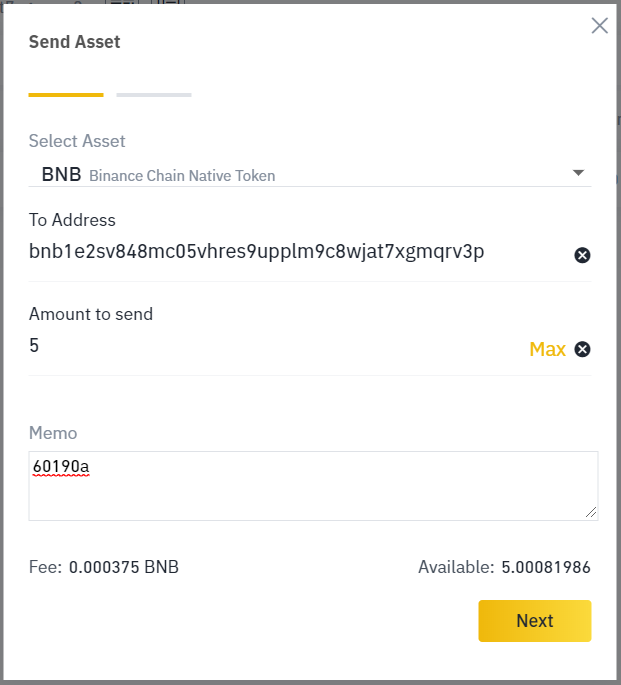 Send Asset
Select Asset
BNB Binance Chain Native Token
To Address
bnb1e2sv848mc05vhres9upplm9c8wjat7xgmqrv3p
Amount to send
5
Max
Memo
60190a
Fee: 0.000375 BNB
Available: 5.00081986
Next